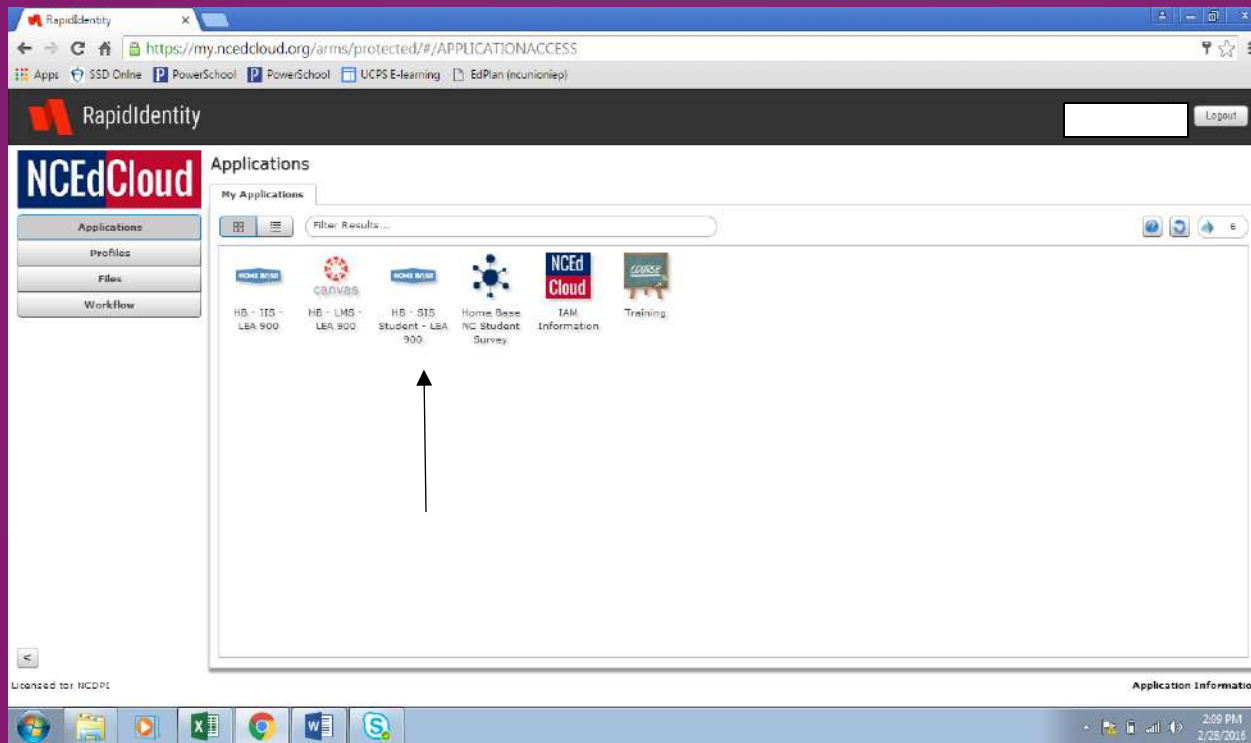 RapidIdentity
https://my.ncedcloud.org/arms/protected/#/APPLICATIONACCESS
Apps SSD Online PowerSchool PowerSchool UCPS E-learning EdPlan (ncunioniep)
RapidIdentity
Logout
NCEdCloud
Applications
Profiles
Files
Workflow
Applications
My Applications
Filter Results...
6
HOME BASE
HB - IIS -
LEA 900
canvas
HB - LMS -
LEA 900
HOME BASE
HB - SIS
Student - LEA
900
Home Base
NC Student
Survey
NCEd
Cloud
IAM
Information
COURSE
Training
<
Licensed for NCDPI
Application Informatio
2:09 PM
2/28/2016